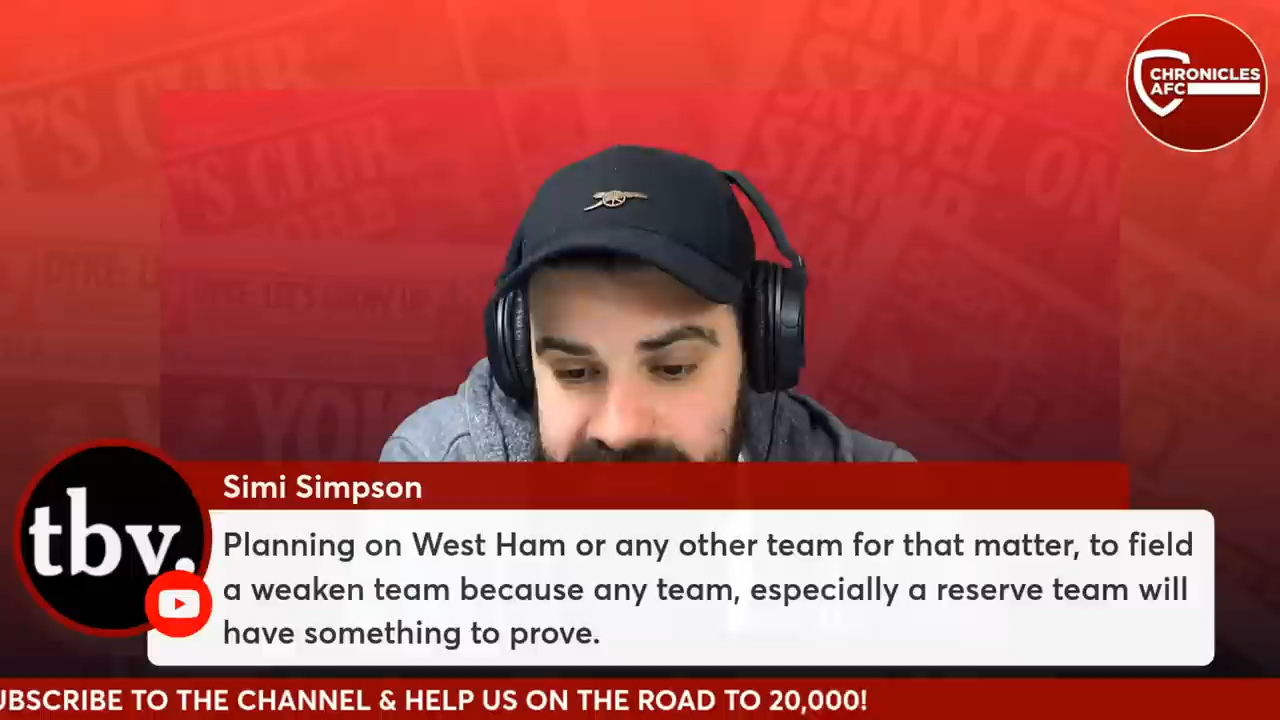 CHRONICLES
AFC
Simi Simpson
tbv.
Planning on West Ham or any other team for that matter, to field
a weaken team because any team, especially a reserve team will
have something to prove.
UBSCRIBE TO THE CHANNEL & HELP US ON THE ROAD TO 20,000!